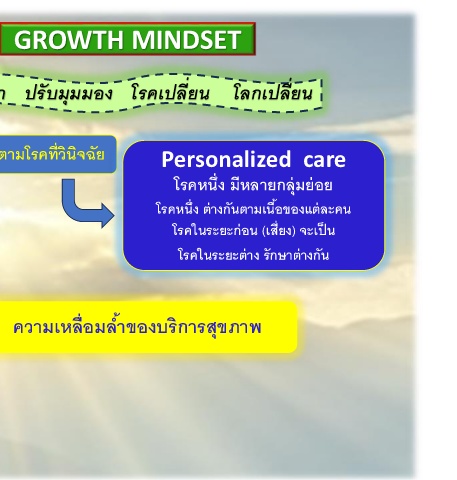 GROWTH MINDSET
ปรับมุมมอง โรคเปลี่ยน โลกเปลี่ยน
ตามโรคที่วินิจฉัย
Personalized care
โรคหนึ่ง มีหลายกลุ่มย่อย
โรคหนึ่ง ต่างกันตามเนื้อของแต่ละคน
โรคในระยะก่อน (เสี่ยง) จะเป็น
โรคในระยะต่าง รักษาต่างกัน
ความเหลื่อมล้ำของบริการสุขภาพ